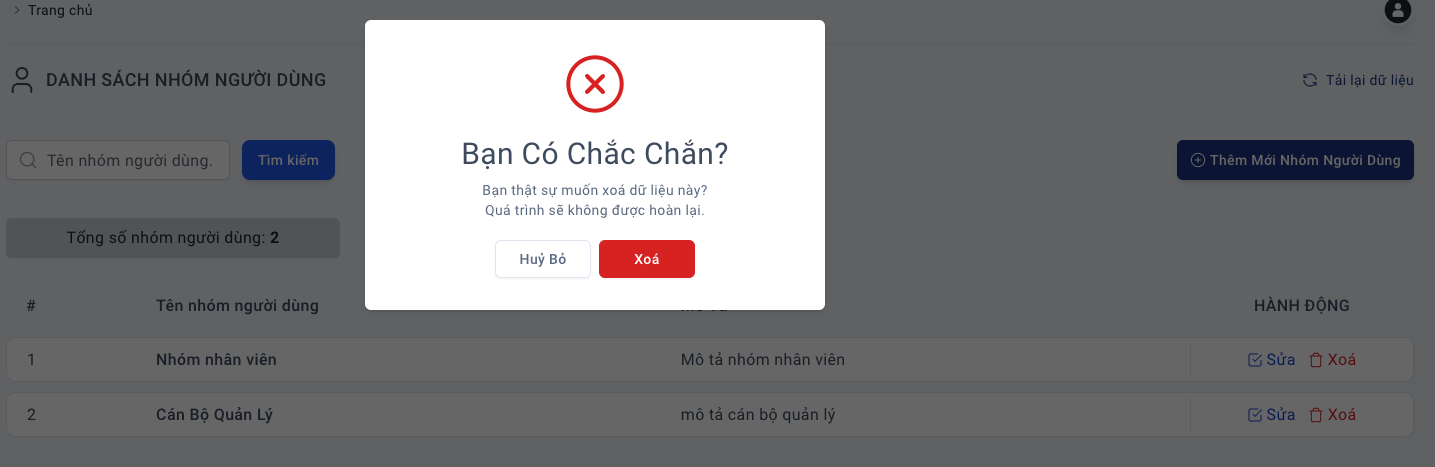 Trang chủ
DANH SÁCH NHÓM NGƯỜI DÙNG
Tải lại dữ liệu
Tên nhóm người dùng.
Tìm kiếm
Thêm Mới Nhóm Người Dùng
Tổng số nhóm người dùng: 2
Bạn Có Chắc Chắn?
Bạn thật sự muốn xoá dữ liệu này?
Quá trình sẽ không được hoàn lại.
Huỷ Bỏ
Xoá
#
Tên nhóm người dùng
HÀNH ĐỘNG
1 Nhóm nhân viên Mô tả nhóm nhân viên Sửa Xoá
2 Cán Bộ Quản Lý mô tả cán bộ quản lý Sửa Xoá